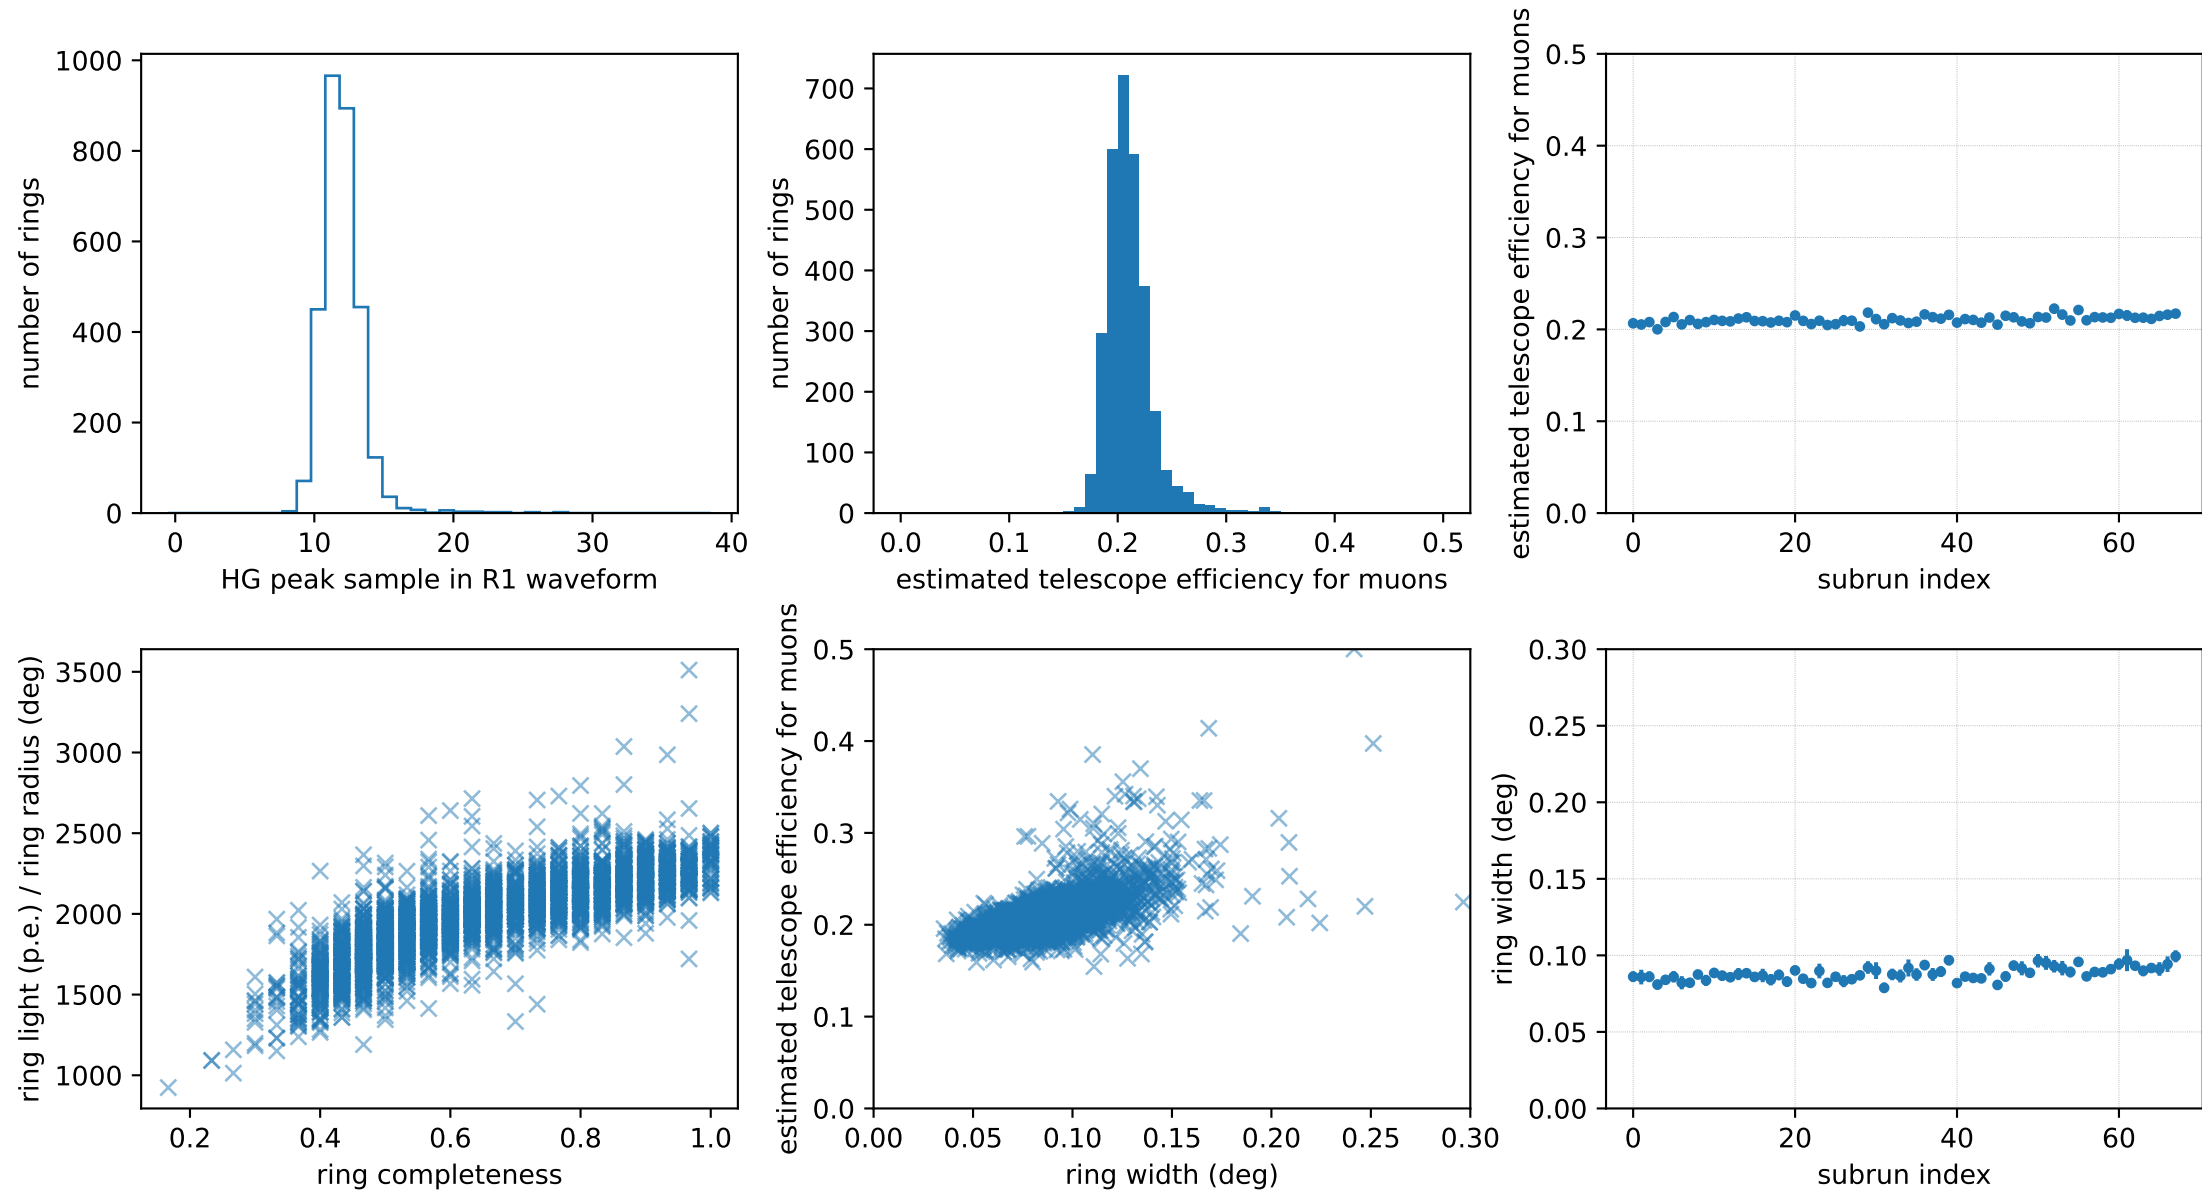 1000
800
600
400
200
0
number of rings
0 10 20 30 40
HG peak sample in R1 waveform
700
600
500
400
300
200
100
0
number of rings
0.0 0.1 0.2 0.3 0.4 0.5
estimated telescope efficiency for muons
0.5
0.4
0.3
0.2
0.1
0.0
estimated telescope efficiency for muons
0 20 40 60
subrun index
3500
3000
2500
2000
1500
1000
ring light (p.e.) / ring radius (deg)
0.2 0.4 0.6 0.8 1.0
ring completeness
0.5
0.4
0.3
0.2
0.1
0.0
estimated telescope efficiency for muons
0.00 0.05 0.10 0.15 0.20 0.25 0.30
ring width (deg)
0.30
0.25
0.20
0.15
0.10
0.05
0.00
ring width (deg)
0 20 40 60
subrun index